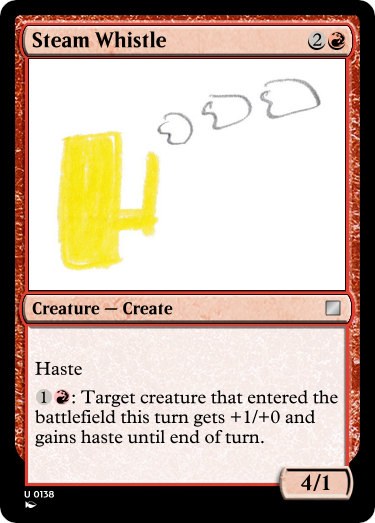 Steam Whistle 2
Creature — Create
Haste
1 : Target creature that entered the
battlefield this turn gets +1/+0 and
gains haste until end of turn.
4/1
U 0138